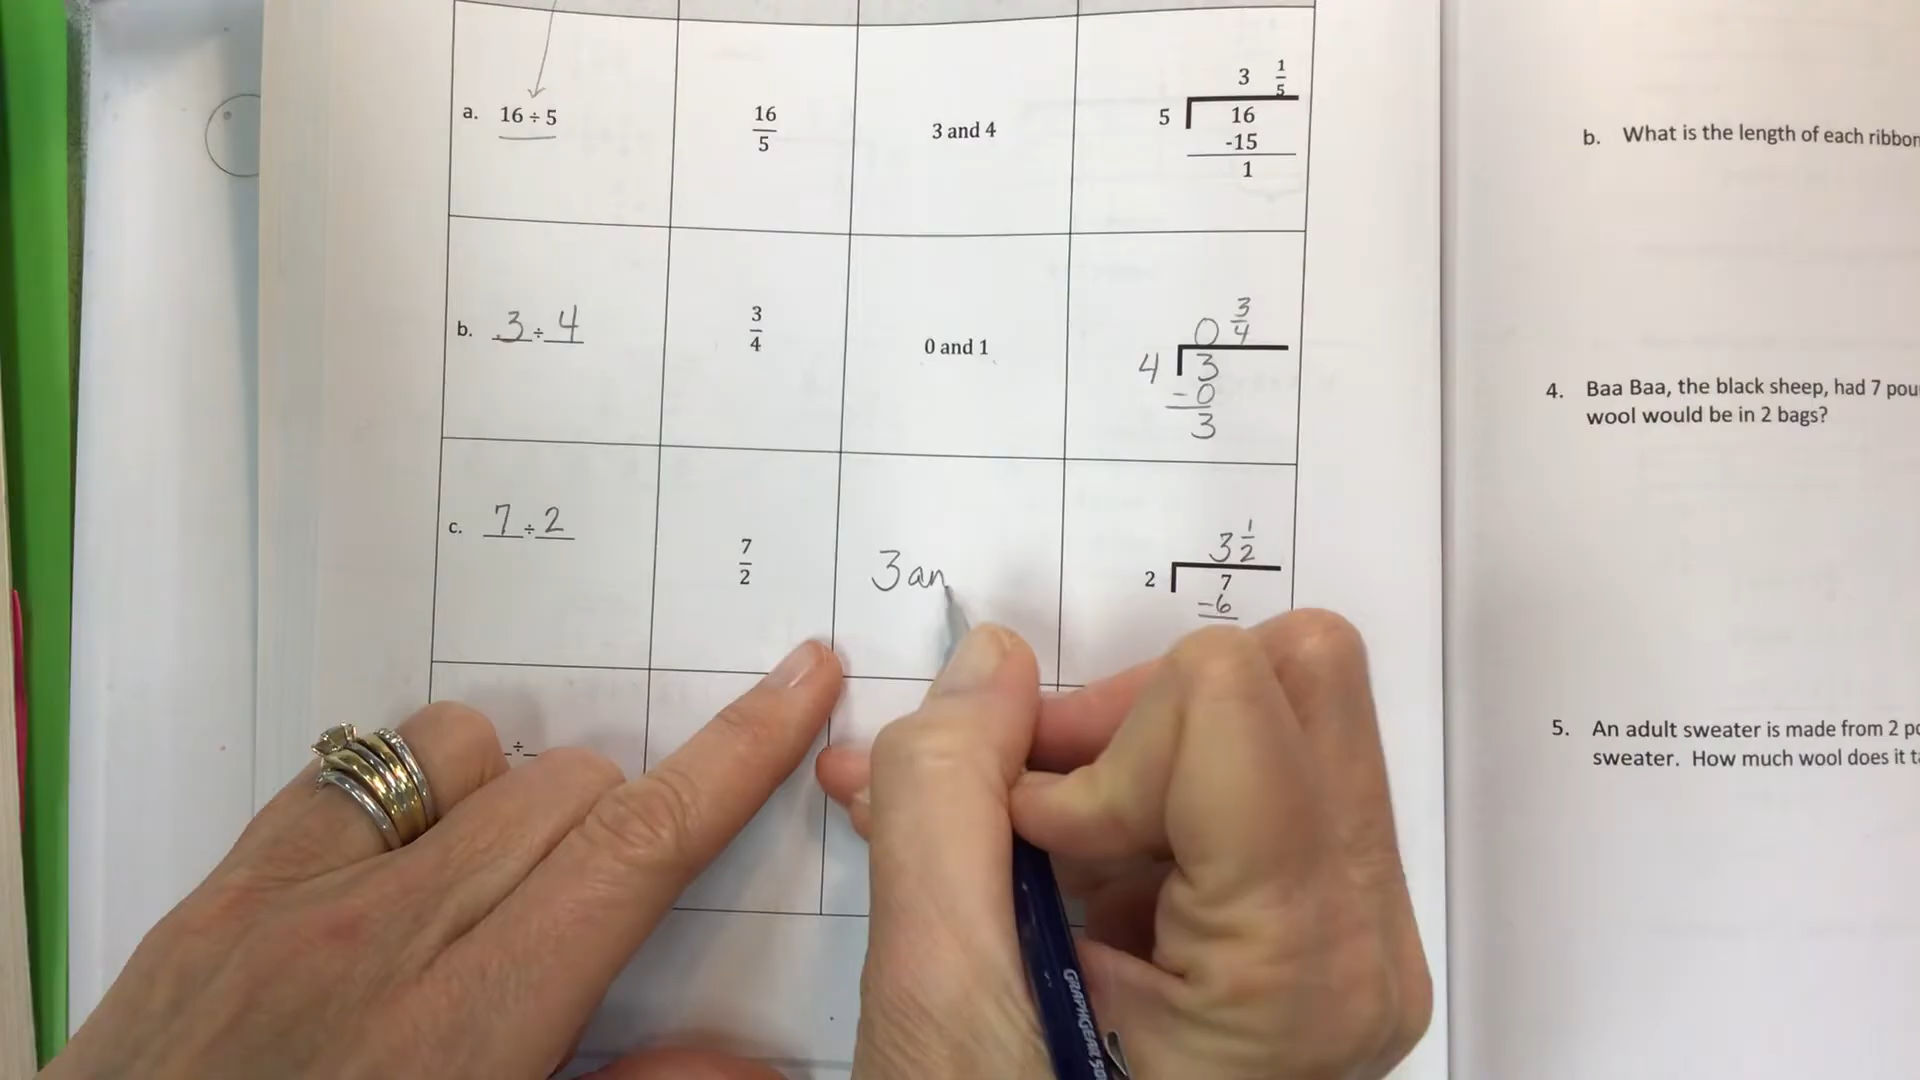 a. 16 ÷ 5
16
5
3 and 4
3 1/5
5 16
-15
1
b. 3 ÷ 4
3
4
0 and 1
0 3/4
4 3
-0
3
c. 7 ÷ 2
7
2
3 an
3 1/2
2 7
-6
_÷_
b. What is the length of each ribbon
4. Baa Baa, the black sheep, had 7 pou
wool would be in 2 bags?
5. An adult sweater is made from 2 po
sweater. How much wool does it ta
GRAPHGEAR 50